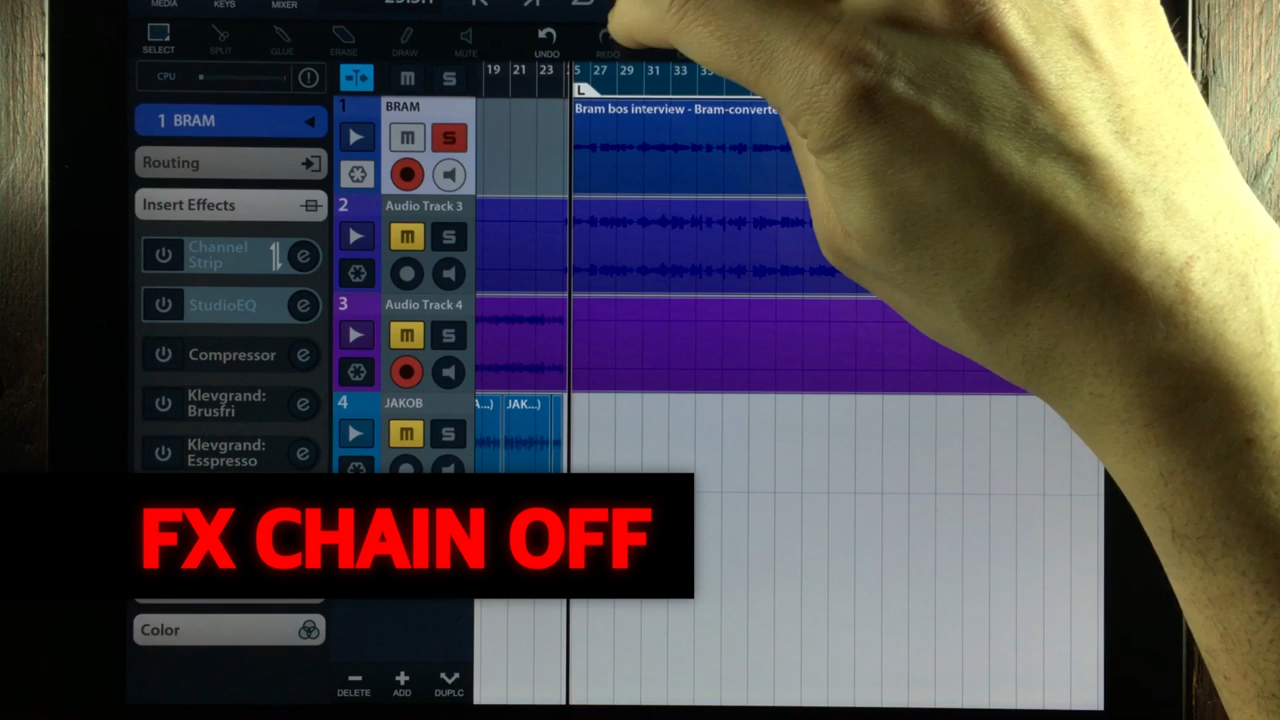 MEDIA KEYS MIXER
SELECT SPLIT GLUE ERASE DRAW MUTE UNDO REDO
CPU M S 19 21 23 25 27 29 31 33
L
1 BRAM
1 BRAM
Bram bos interview - Bram-converte
M S
Routing
Insert Effects
2 Audio Track 3
M S
Channel
Strip
e
StudioEQ e
3 Audio Track 4
M S
Compressor e
Klevgrand:
Brusfri
e
4 JAKOB
A...) JAK...)
M S
Klevgrand:
Esspresso
e
FX CHAIN OFF
Color
DELETE ADD DUPLC